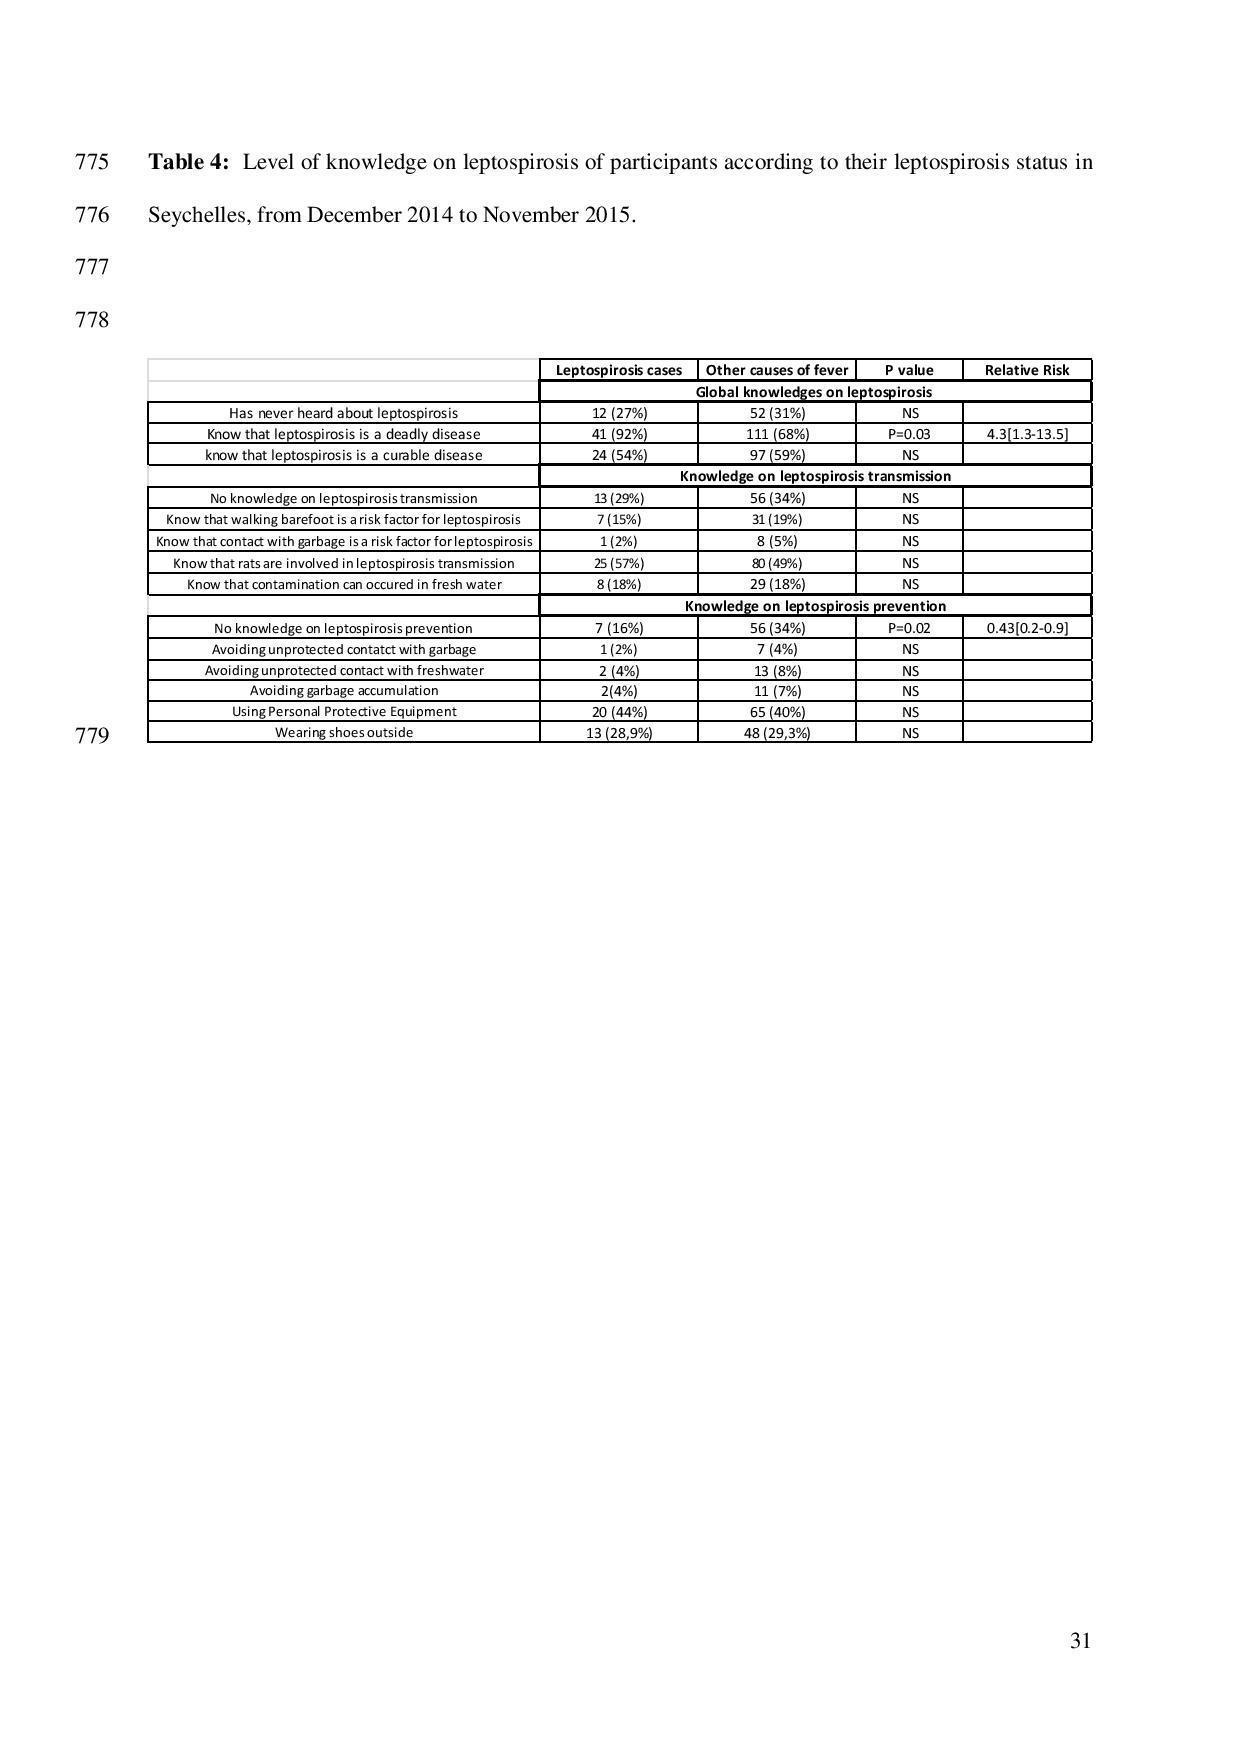 775 Table 4: Level of knowledge on leptospirosis of participants according to their leptospirosis status in
776 Seychelles, from December 2014 to November 2015.
777
778
Leptospirosis cases Other causes of fever P value Relative Risk
Global knowledges on leptospirosis
Has never heard about leptospirosis 12 (27%) 52 (31%) NS
Know that leptospirosis is a deadly disease 41 (92%) 111 (68%) P=0.03 4.3[1.3-13.5]
know that leptospirosis is a curable disease 24 (54%) 97 (59%) NS
Knowledge on leptospirosis transmission
No knowledge on leptospirosis transmission 13 (29%) 56 (34%) NS
Know that walking barefoot is a risk factor for leptospirosis 7 (15%) 31 (19%) NS
Know that contact with garbage is a risk factor for leptospirosis 1 (2%) 8 (5%) NS
Know that rats are involved in leptospirosis transmission 25 (57%) 80 (49%) NS
Know that contamination can occured in fresh water 8 (18%) 29 (18%) NS
Knowledge on leptospirosis prevention
No knowledge on leptospirosis prevention 7 (16%) 56 (34%) P=0.02 0.43[0.2-0.9]
Avoiding unprotected contatct with garbage 1 (2%) 7 (4%) NS
Avoiding unprotected contact with freshwater 2 (4%) 13 (8%) NS
Avoiding garbage accumulation 2(4%) 11 (7%) NS
Using Personal Protective Equipment 20 (44%) 65 (40%) NS
779 Wearing shoes outside 13 (28,9%) 48 (29,3%) NS
31